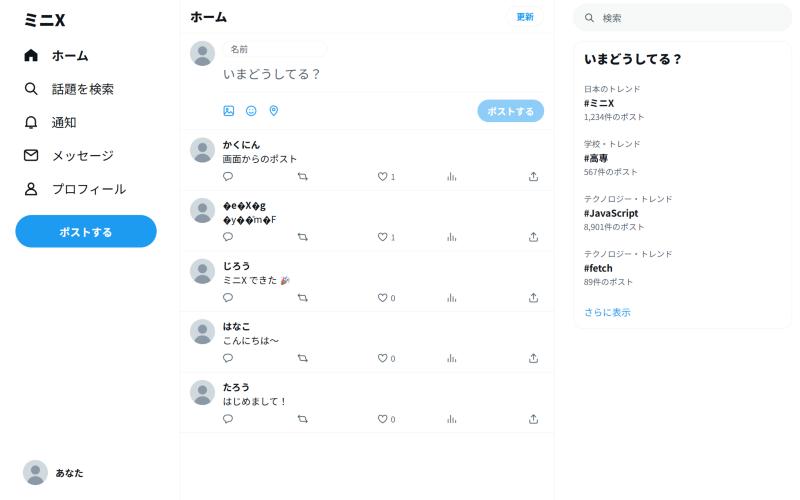 ミニX
ホーム
話題を検索
通知
メッセージ
プロフィール
ポストする
あなた
ホーム
更新
名前
いまどうしてる？
ポストする
かくにん
画面からのポスト
1
�e�X�g
�y��m�F
1
じろう
ミニX できた 🎉
0
はなこ
こんにちは〜
0
たろう
はじめまして！
0
検索
いまどうしてる？
日本のトレンド
#ミニX
1,234件のポスト
学校・トレンド
#高専
567件のポスト
テクノロジー・トレンド
#JavaScript
8,901件のポスト
テクノロジー・トレンド
#fetch
89件のポスト
さらに表示